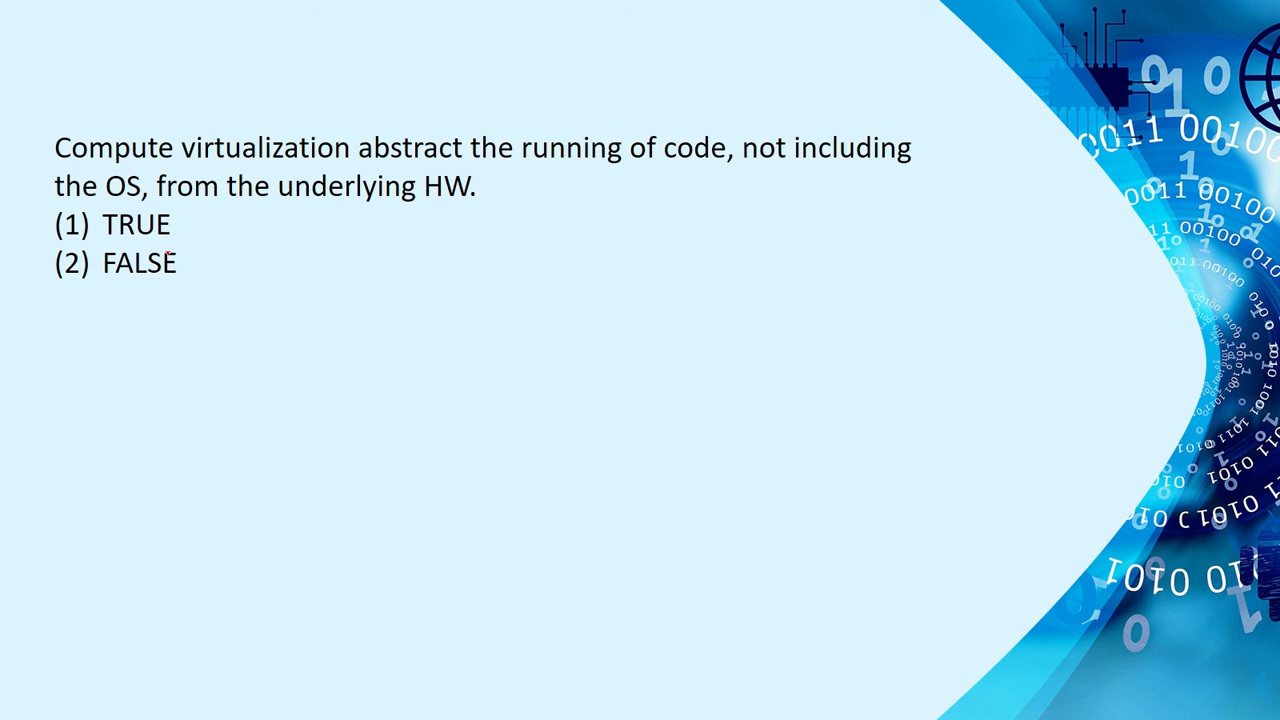 Compute virtualization abstract the running of code, not including
the OS, from the underlying HW.
(1) TRUE
(2) FALSE